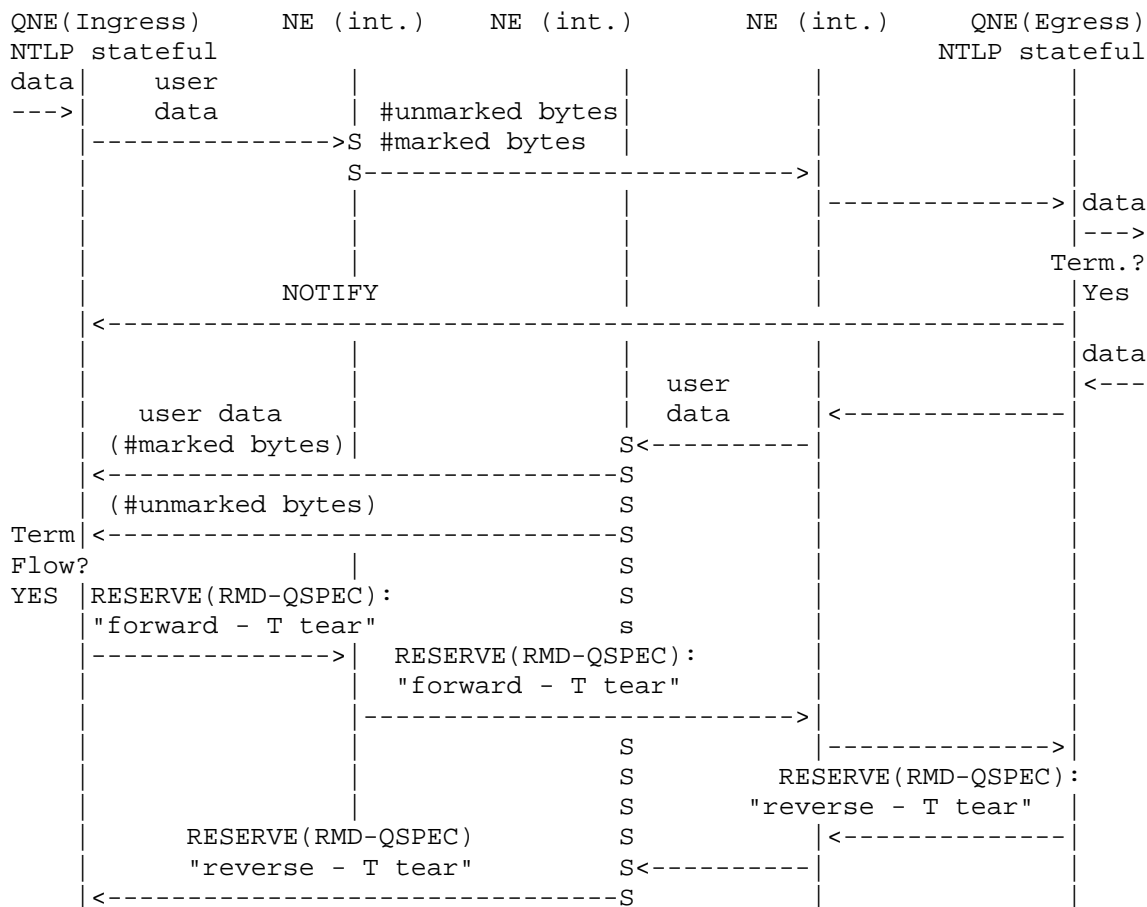 QNE(Ingress)     NE (int.)     NE (int.)        NE (int.)     QNE(Egress)
NTLP stateful                                              NTLP stateful
data|    user          |                |           |               |
--->|    data          | #unmarked bytes|           |               |
    |--------------->S #marked bytes    |           |               |
    |                S--------------------------->|               |
    |                |                |           |-------------->|data
    |                |                |           |               |--->
    |                |                |           |             Term.?
    |            NOTIFY               |           |               |Yes
    |<------------------------------------------------------------|
    |                |                |           |               |data
    |                |                |  user     |               |<---
    |   user data    |                |  data     |<--------------|
    | (#marked bytes)|                S<----------|               |
    |<--------------------------------S           |               |
    | (#unmarked bytes)               S           |               |
Term|<--------------------------------S           |               |
Flow?                |                S           |               |
YES |RESERVE(RMD-QSPEC):              S           |               |
    |"forward - T tear"               s           |               |
    |--------------->|  RESERVE(RMD-QSPEC):       |               |
    |                |  "forward - T tear"        |               |
    |                |--------------------------->|               |
    |                |                S           |-------------->|
    |                |                S         RESERVE(RMD-QSPEC):
    |                |                S       "reverse - T tear"  |
    |      RESERVE(RMD-QSPEC)         S           |<--------------|
    |      "reverse - T tear"         S<----------|               |
    |<--------------------------------S           |               |